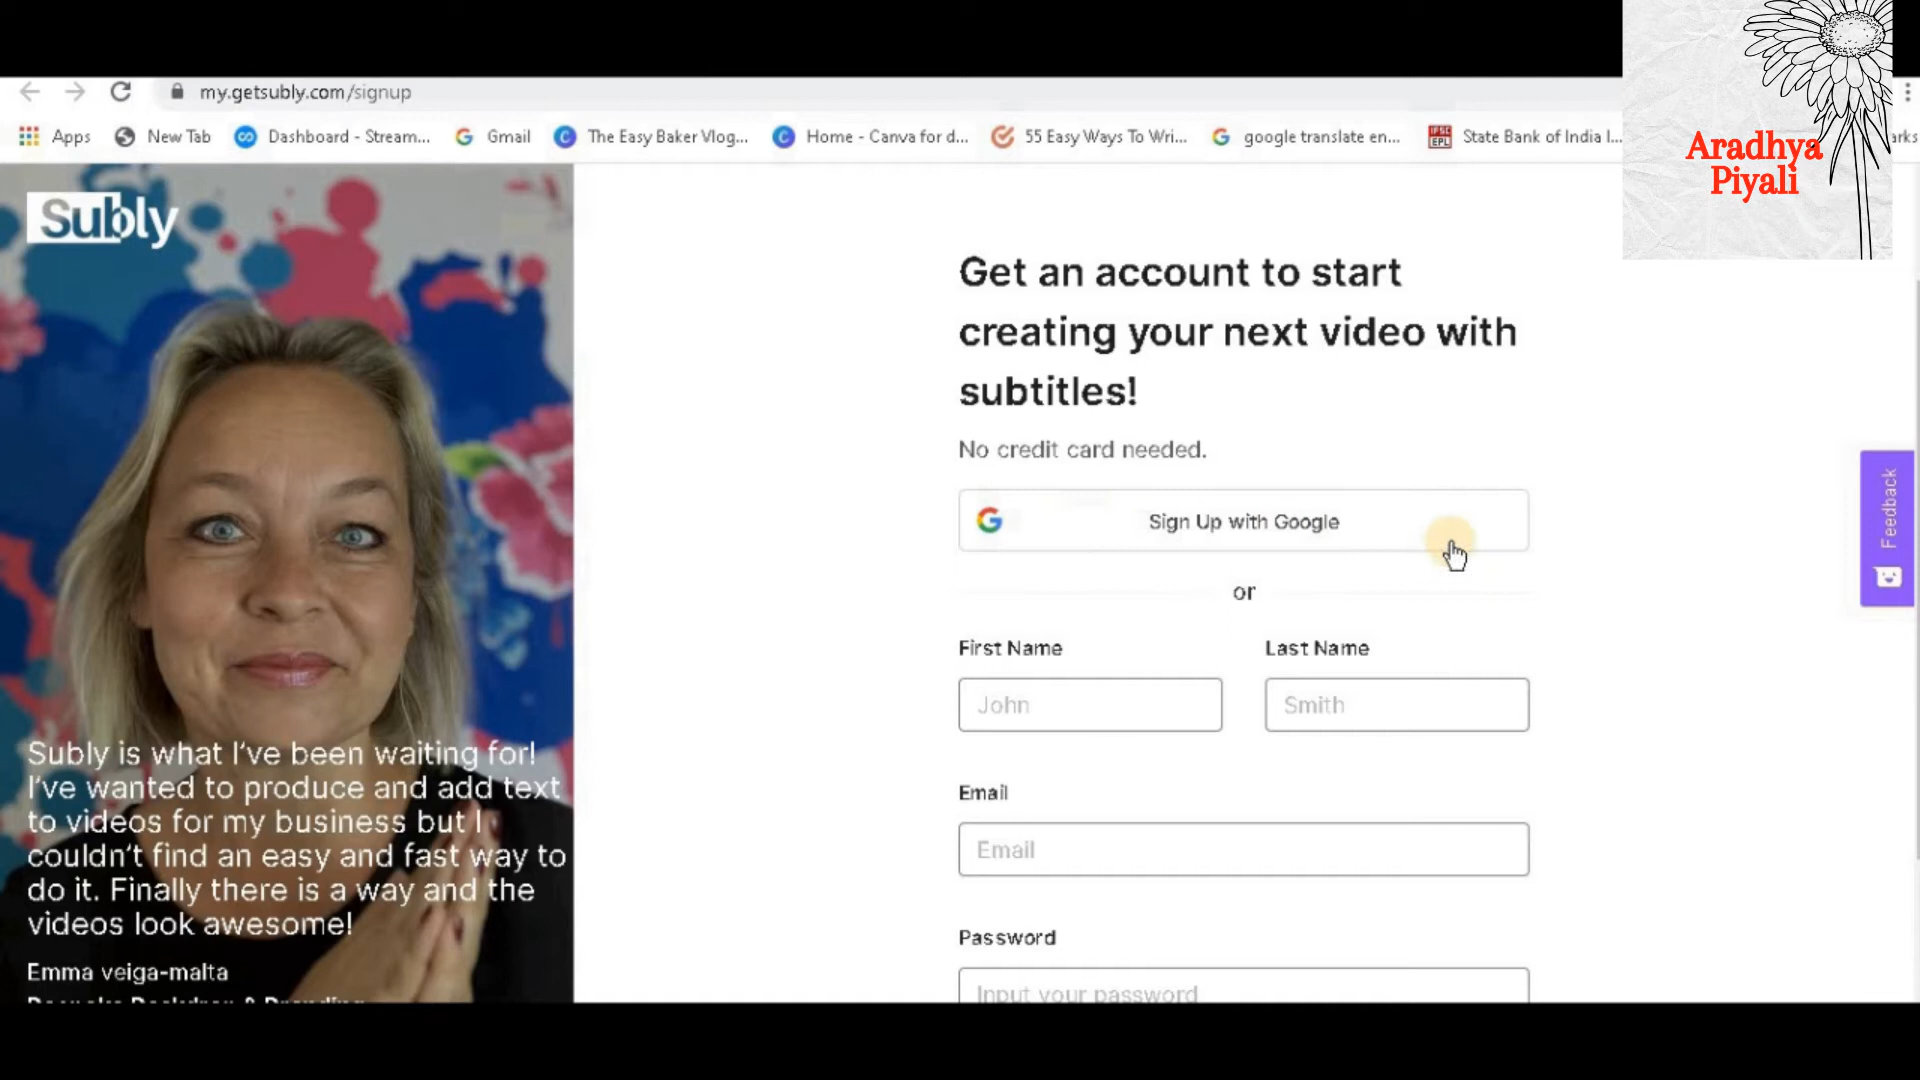 my.getsubly.com/signup
Apps
New Tab
Dashboard - Stream...
Gmail
The Easy Baker Vlog...
Home - Canva for d...
55 Easy Ways To Wri...
google translate en...
IFSC
EPL
State Bank of India I...
arks
Aradhya
Piyali
Subly
Subly is what I've been waiting for!
I've wanted to produce and add text
to videos for my business but I
couldn't find an easy and fast way to
do it. Finally there is a way and the
videos look awesome!
Emma veiga-malta
Get an account to start
creating your next video with
subtitles!
No credit card needed.
Sign Up with Google
or
First Name
Last Name
John
Smith
Email
Email
Password
Input your password
Feedback